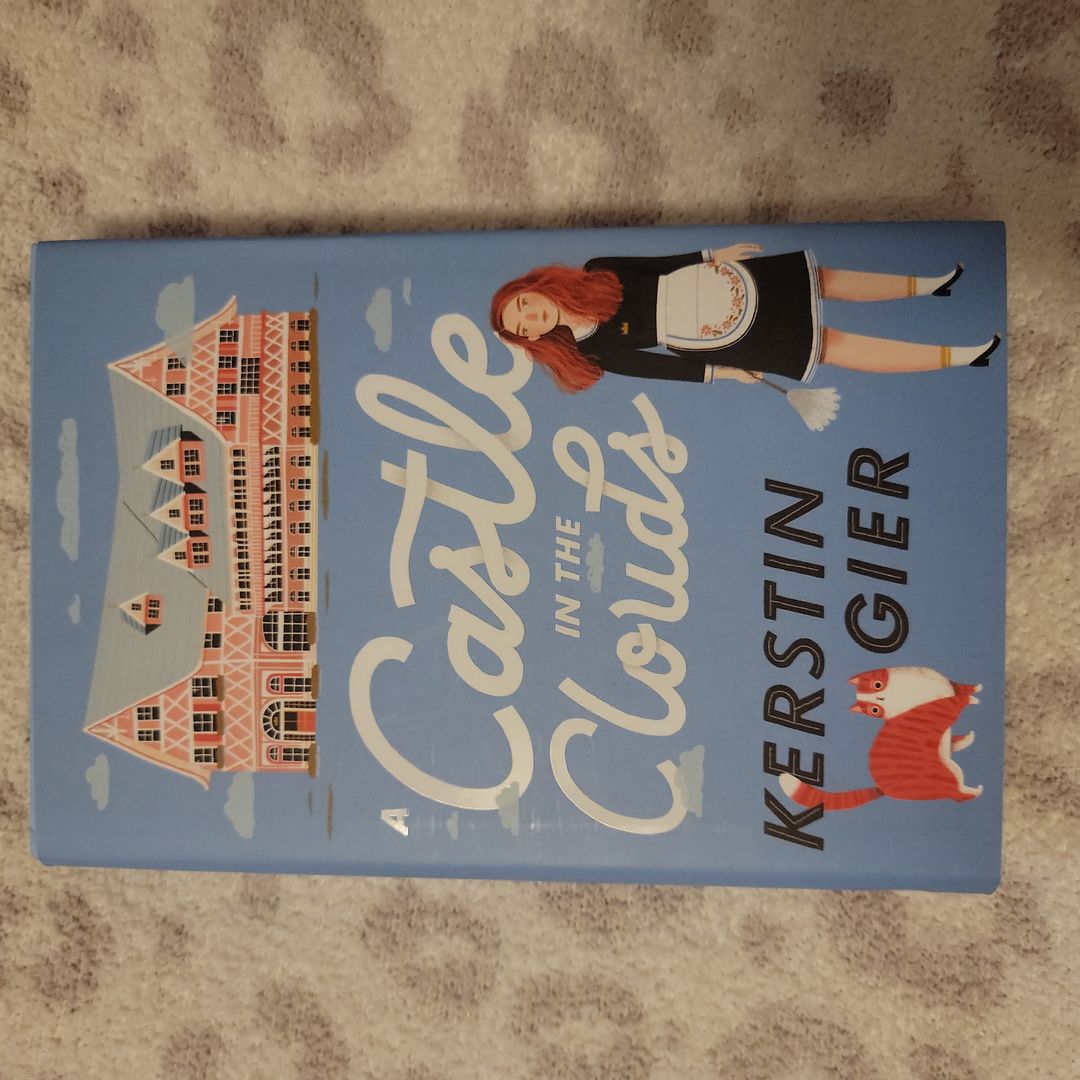 A
Castle
IN THE
Clouds
KERSTIN
GIER